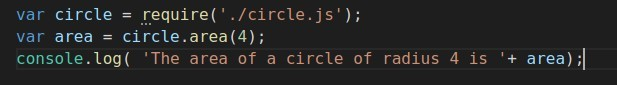 var circle = require('./circle.js');
var area = circle.area(4);
console.log( 'The area of a circle of radius 4 is '+ area);